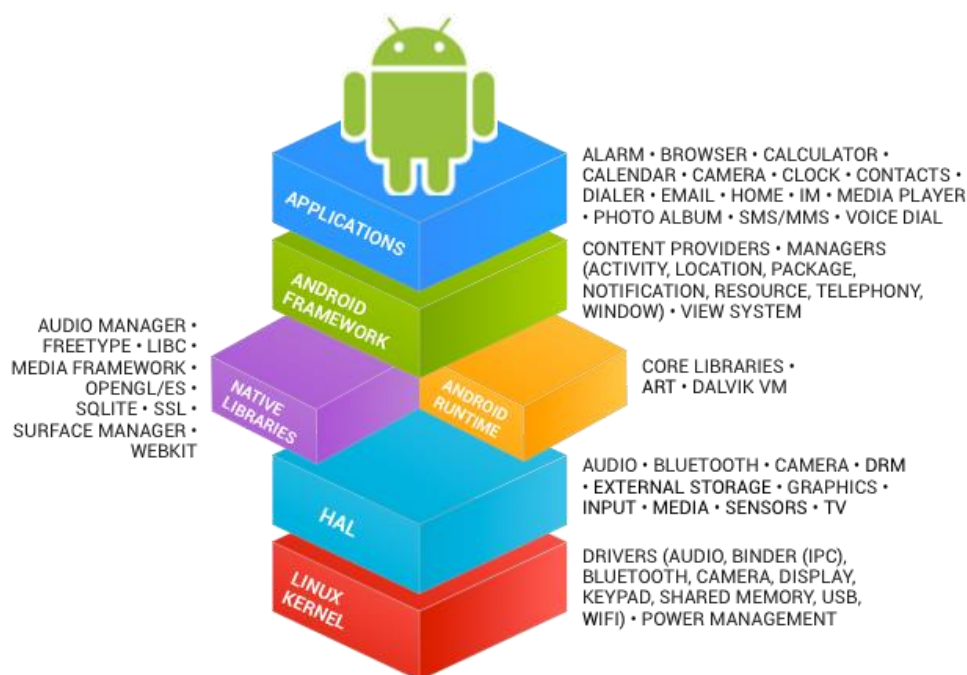 ALARM • BROWSER • CALCULATOR •
CALENDAR • CAMERA • CLOCK • CONTACTS •
DIALER • EMAIL • HOME • IM • MEDIA PLAYER
• PHOTO ALBUM • SMS/MMS • VOICE DIAL
APPLICATIONS
CONTENT PROVIDERS • MANAGERS
(ACTIVITY, LOCATION, PACKAGE,
NOTIFICATION, RESOURCE, TELEPHONY,
WINDOW) • VIEW SYSTEM
ANDROID
FRAMEWORK
AUDIO MANAGER •
FREETYPE • LIBC •
MEDIA FRAMEWORK •
OPENGL/ES •
SQLITE • SSL •
SURFACE MANAGER •
WEBKIT
NATIVE
LIBRARIES
ANDROID
RUNTIME
CORE LIBRARIES •
ART • DALVIK VM
HAL
AUDIO • BLUETOOTH • CAMERA • DRM
• EXTERNAL STORAGE • GRAPHICS •
INPUT • MEDIA • SENSORS • TV
LINUX
KERNEL
DRIVERS (AUDIO, BINDER (IPC),
BLUETOOTH, CAMERA, DISPLAY,
KEYPAD, SHARED MEMORY, USB,
WIFI) • POWER MANAGEMENT